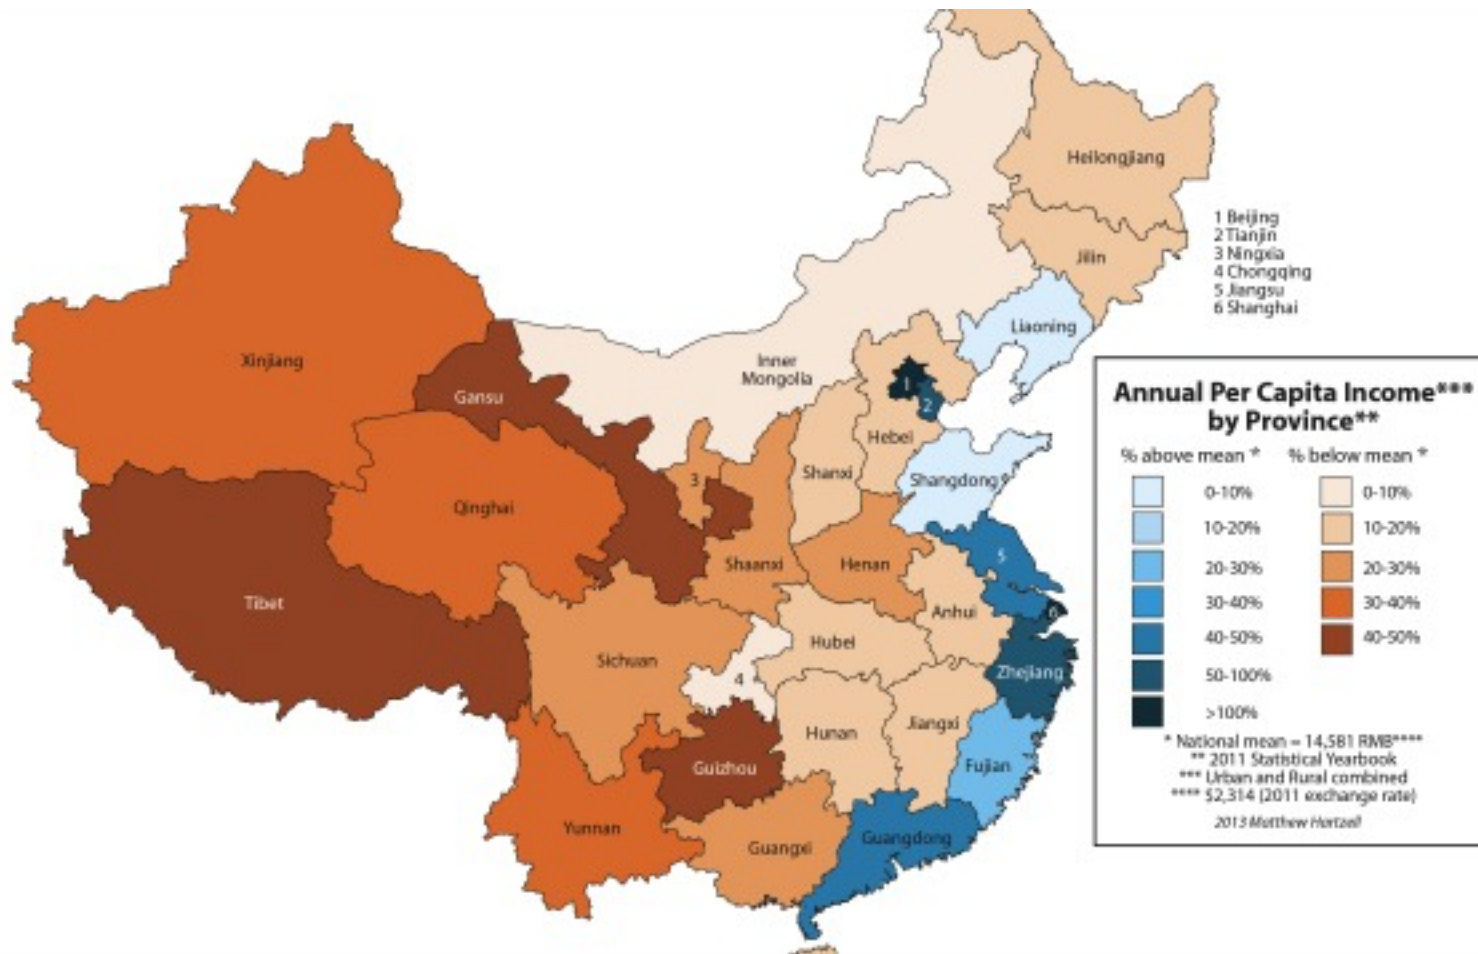 Heilongjiang
1 Beijing
2 Tianjin
3 Ningxia
4 Chongqing
5 Jiangsu
6 Shanghai
Jilin
Liaoning
Xinjiang
Inner
Mongolia
Gansu
1
2
Hebei
Shanxi
3
Shangdong
Qinghai
5
Shaanxi
Henan
Tibet
Anhui
6
Hubei
Sichuan
4
Zhejiang
Hunan
Jiangxi
Guizhou
Fujian
Yunnan
Guangxi
Guangdong
Annual Per Capita Income***
by Province**
% above mean * % below mean *
0-10% 0-10%
10-20% 10-20%
20-30% 20-30%
30-40% 30-40%
40-50% 40-50%
50-100%
>100%
* National mean = 14,581 RMB****
** 2011 Statistical Yearbook
*** Urban and Rural combined
**** $2,314 (2011 exchange rate)
2013 Matthew Hartzell